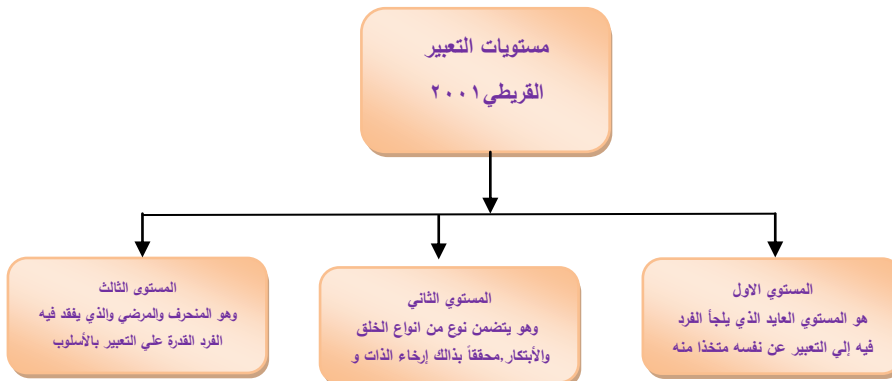 مستويات التعبير
القريطي٢٠٠١
المستوي الاول
هو المستوي العايد الذي يلجأ الفرد
فيه إلي التعبير عن نفسه متخذا منه
المستوي الثاني
وهو يتضمن نوع من انواع الخلق
والأبتكار,محققاً بذالك إرخاء الذات و
المستوى الثالث
وهو المنحرف والمرضي والذي يفقد فيه
الفرد القدرة علي التعبير بالأسلوب